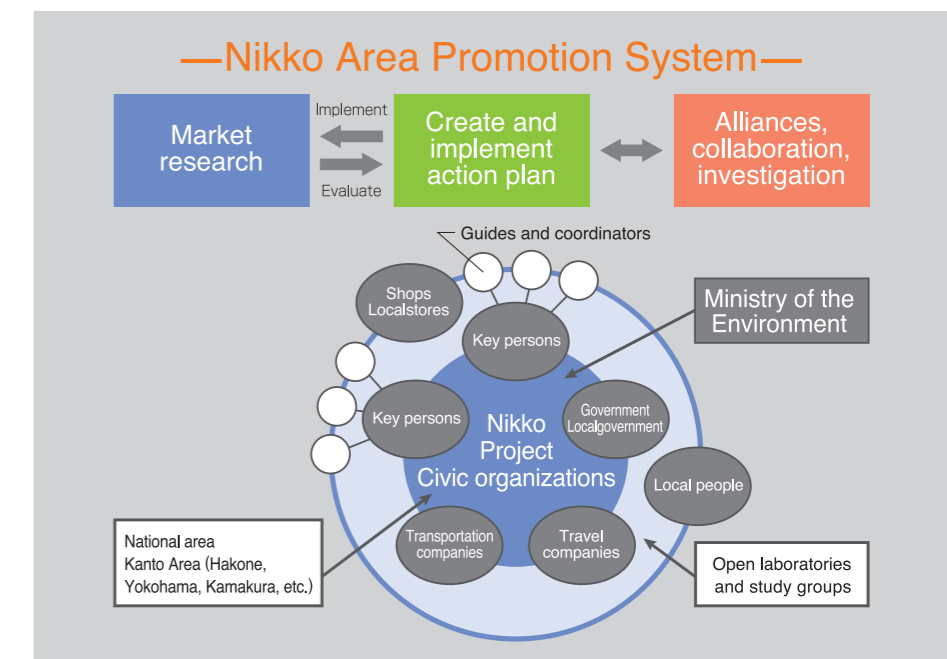 —Nikko Area Promotion System—
Market
research
Implement
Evaluate
Create and
implement
action plan
Alliances,
collaboration,
investigation
Guides and coordinators
Shops
Localstores
Key persons
Ministry of the
Environment
Key persons
Government
Localgovernment
Nikko
Project
Civic organizations
Local people
Transportation
companies
Travel
companies
National area
Kanto Area (Hakone,
Yokohama, Kamakura, etc.)
Open laboratories
and study groups